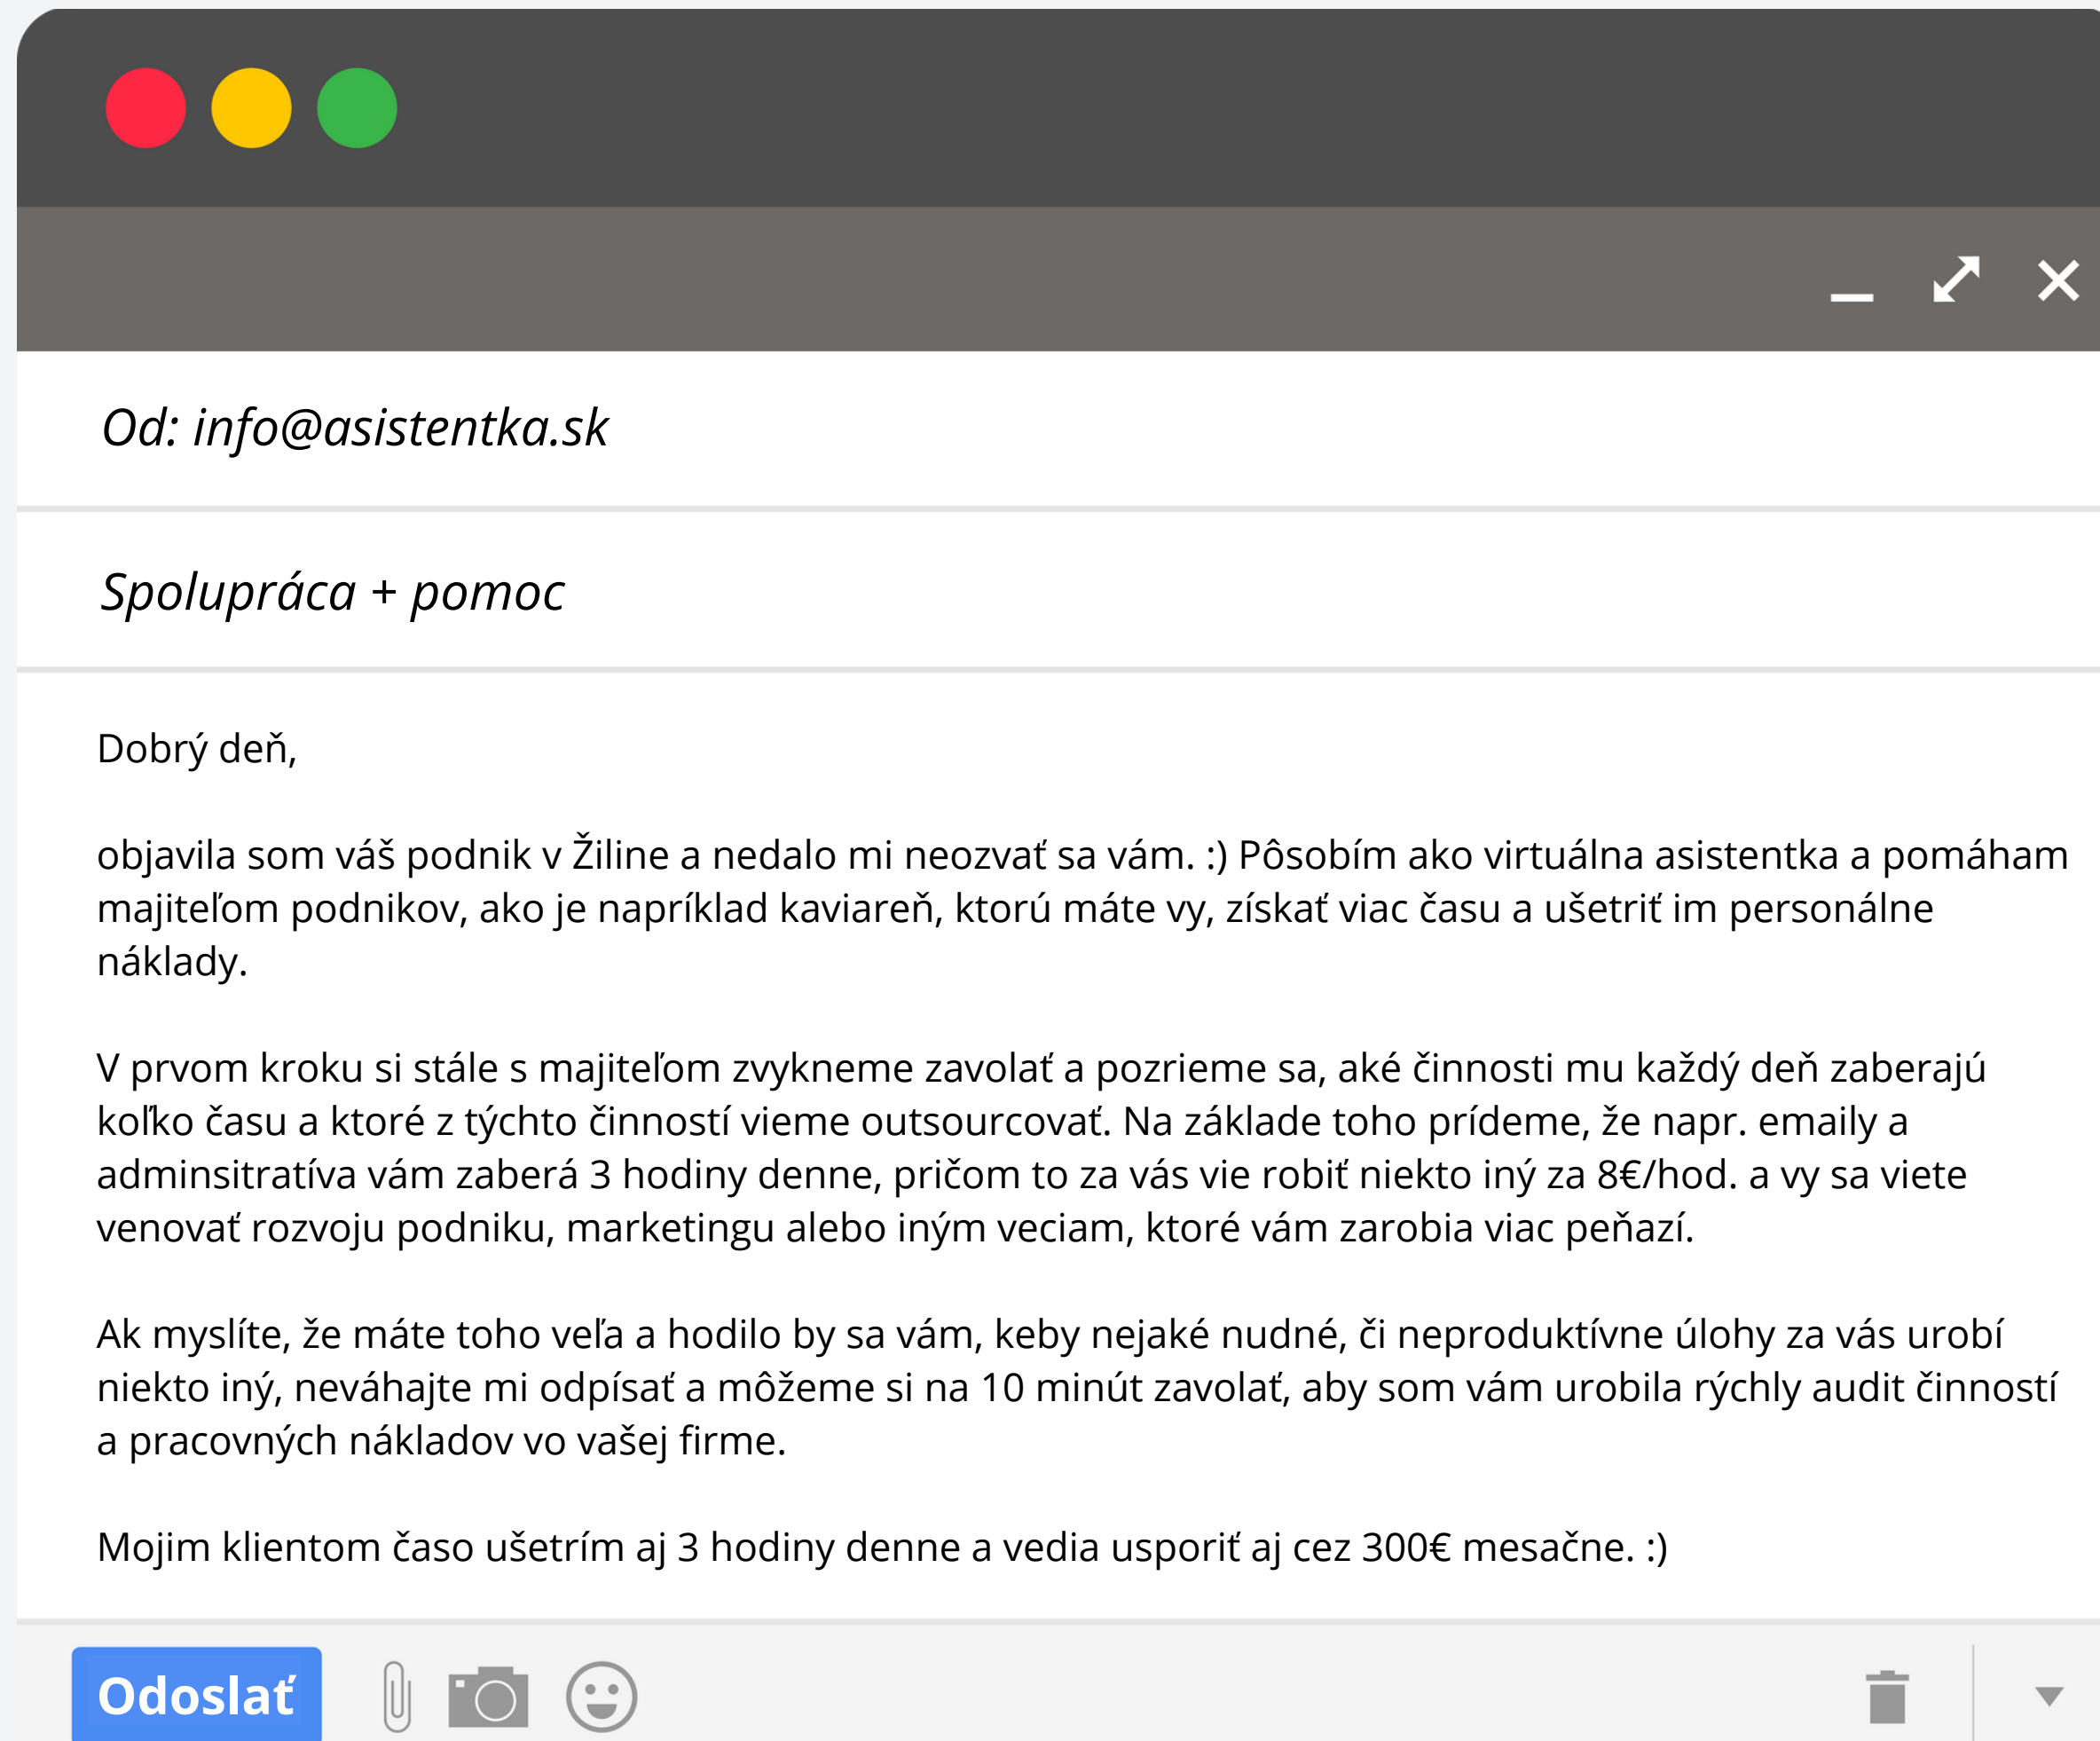 Od: info@asistentka.sk
Spolupráca + pomoc
Dobrý deň,
objavila som váš podnik v Žiline a nedalo mi neozvať sa vám. :) Pôsobím ako virtuálna asistentka a pomáham
majiteľom podnikov, ako je napríklad kaviareň, ktorú máte vy, získať viac času a ušetriť im personálne
náklady.
V prvom kroku si stále s majiteľom zvykneme zavolať a pozrieme sa, aké činnosti mu každý deň zaberajú
koľko času a ktoré z týchto činností vieme outsourcovať. Na základe toho prídeme, že napr. emaily a
adminsitratíva vám zaberá 3 hodiny denne, pričom to za vás vie robiť niekto iný za 8€/hod. a vy sa viete
venovať rozvoju podniku, marketingu alebo iným veciam, ktoré vám zarobia viac peňazí.
Ak myslíte, že máte toho veľa a hodilo by sa vám, keby nejaké nudné, či neproduktívne úlohy za vás urobí
niekto iný, neváhajte mi odpísať a môžeme si na 10 minút zavolať, aby som vám urobila rýchly audit činností
a pracovných nákladov vo vašej firme.
Mojim klientom časo ušetrím aj 3 hodiny denne a vedia usporiť aj cez 300€ mesačne. :)
Odoslať